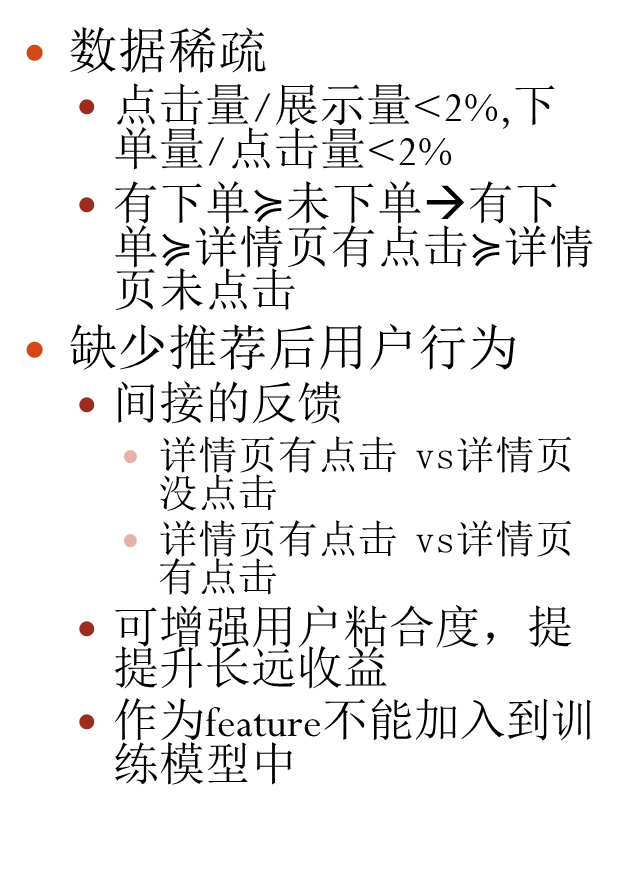 数据稀疏
点击量/展示量<2%,下
单量/点击量<2%
有下单≽未下单→有下
单≽详情页有点击≽详情
页未点击
缺少推荐后用户行为
间接的反馈
详情页有点击 vs详情页
没点击
详情页有点击 vs详情页
有点击
可增强用户粘合度，提
提升长远收益
作为feature不能加入到训
练模型中